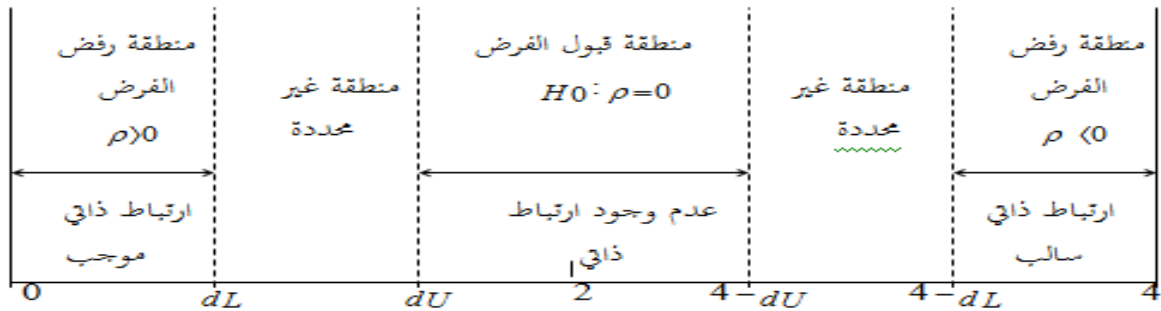 منطقة رفض
الفرض
ρ ⟨0
منطقة غير
محددة
منطقة قبول الفرض
H0 : ρ=0
منطقة غير
محددة
منطقة رفض
الفرض
ρ⟩0
ارتباط ذاتي
سالب
عدم وجود ارتباط
ذاتي
ارتباط ذاتي
موجب
0 dL dU 2 4-dU 4-dL 4